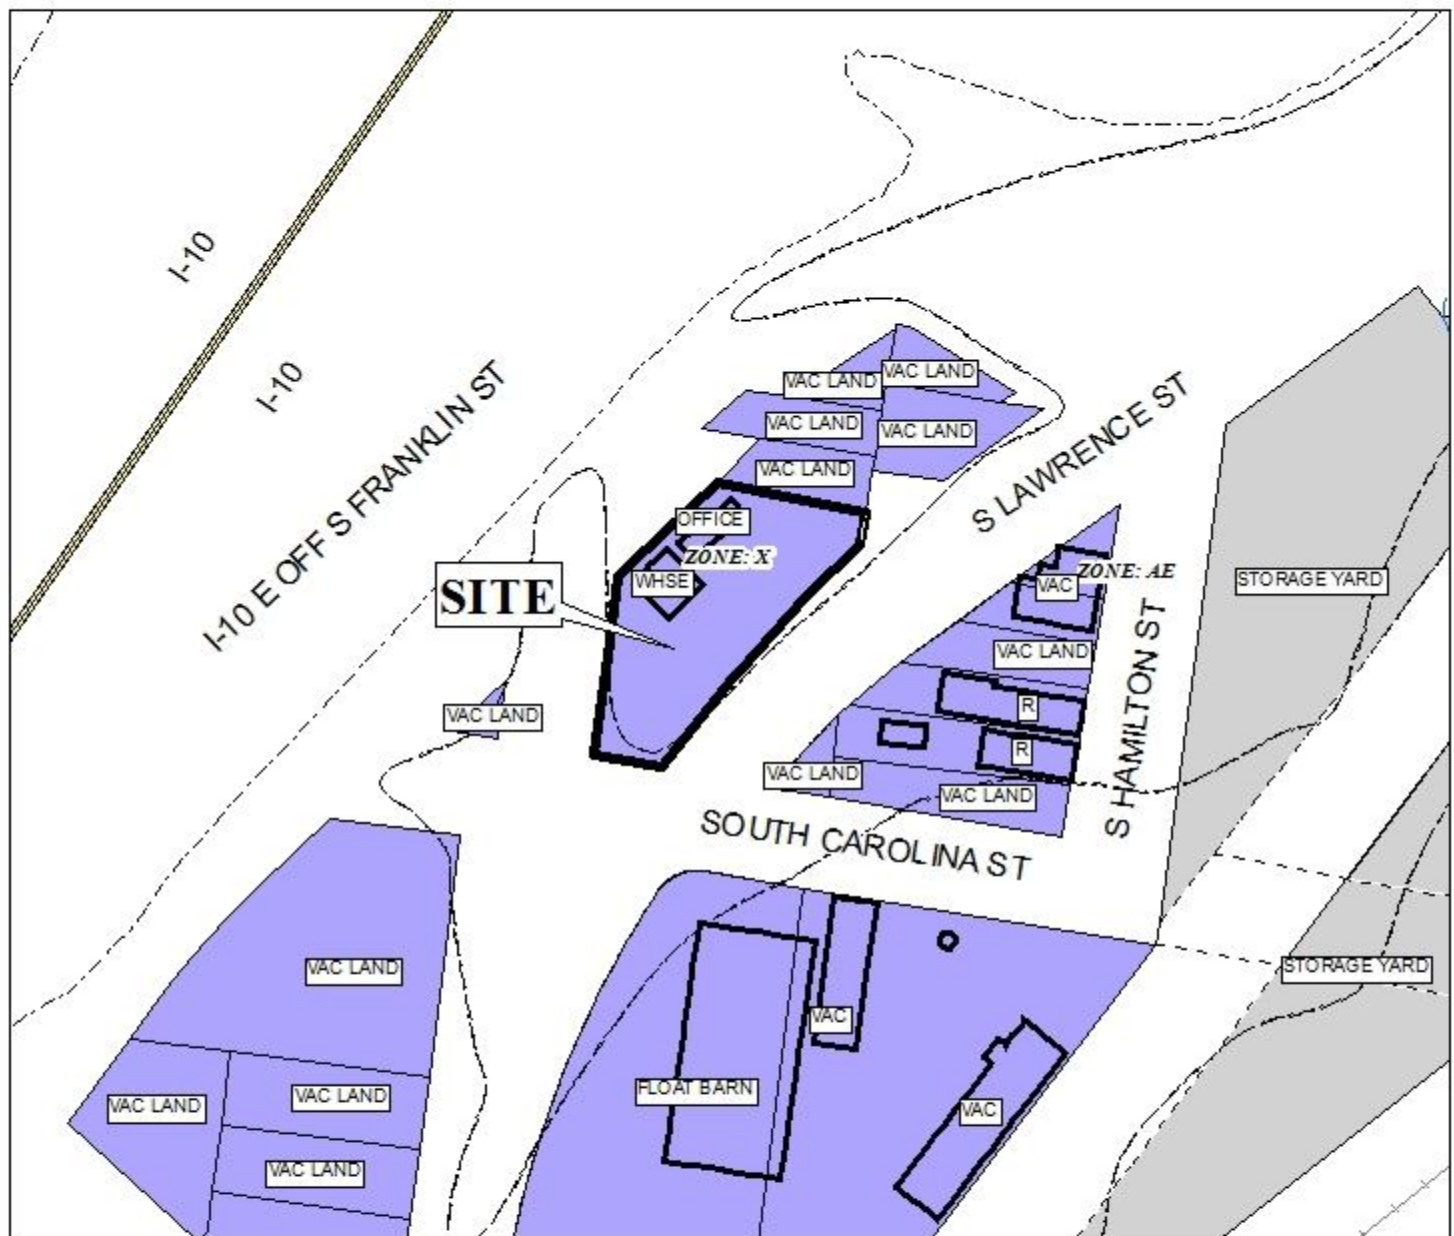 I-10
I-10
I-10 E OFF S FRANKLIN ST
VAC LAND
VAC LAND
VAC LAND
VAC LAND
VAC LAND
S LAWRENCE ST
OFFICE
ZONE: X
WHSE
SITE
ZONE: AE
VAC
STORAGE YARD
VAC LAND
S HAMILTON ST
R
VAC LAND
R
VAC LAND
VAC LAND
SOUTH CAROLINA ST
VAC LAND
STORAGE YARD
VAC
FLOAT BARN
VAC LAND
VAC LAND
VAC
VAC LAND